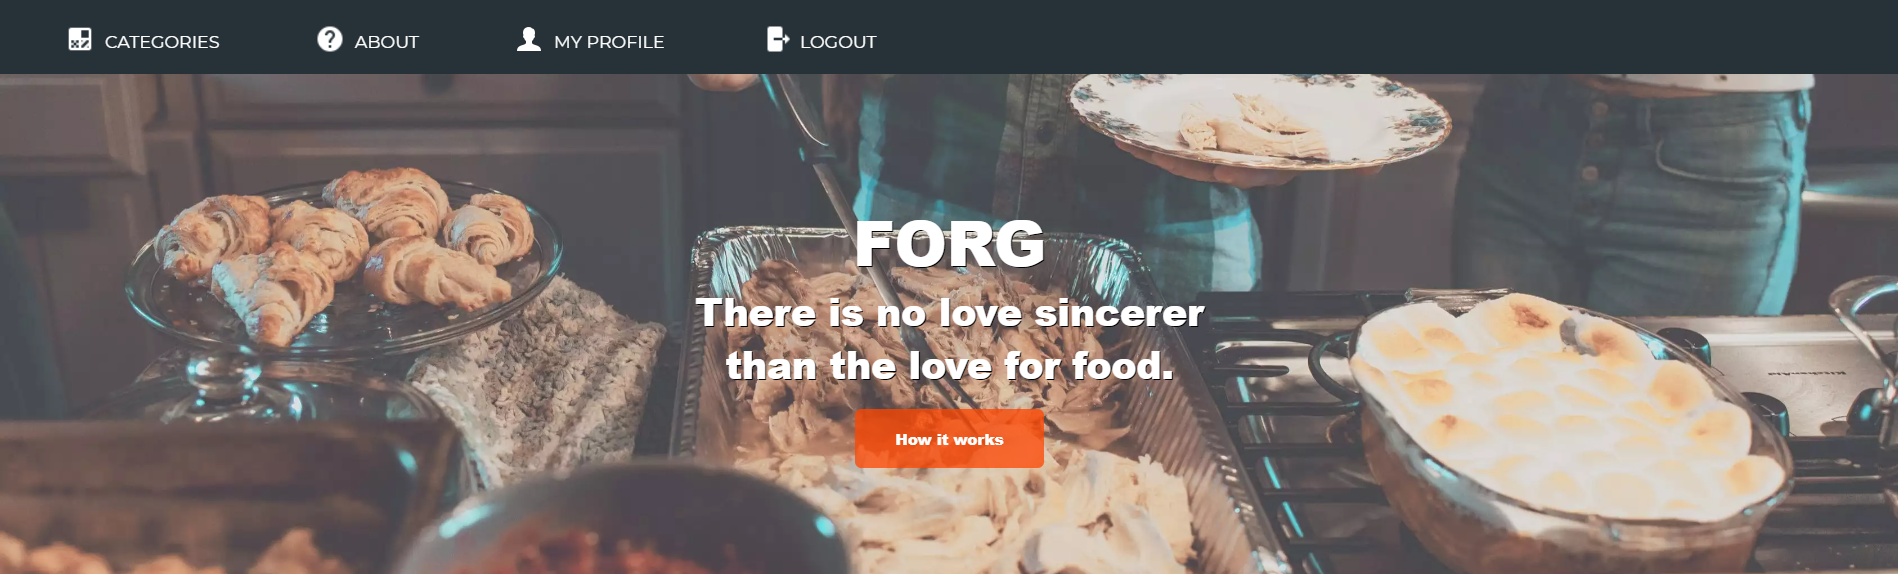 CATEGORIES
ABOUT
MY PROFILE
LOGOUT
FORG
There is no love sincerer
than the love for food.
How it works
KitchenAid